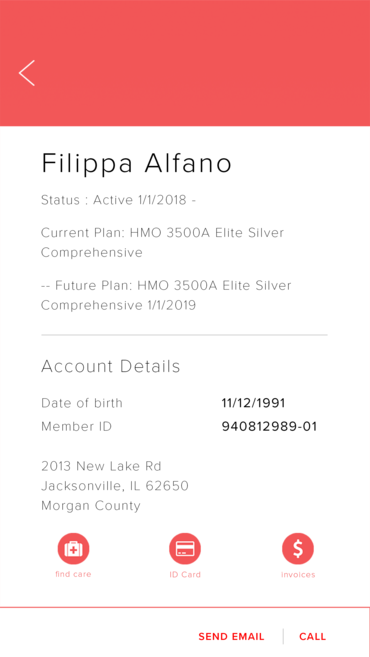 Filippa Alfano
Status : Active 1/1/2018 -
Current Plan: HMO 3500A Elite Silver
Comprehensive
-- Future Plan: HMO 3500A Elite Silver
Comprehensive 1/1/2019
Account Details
Date of birth 11/12/1991
Member ID 940812989-01
2013 New Lake Rd
Jacksonville, IL 62650
Morgan County
find care ID Card invoices
SEND EMAIL CALL